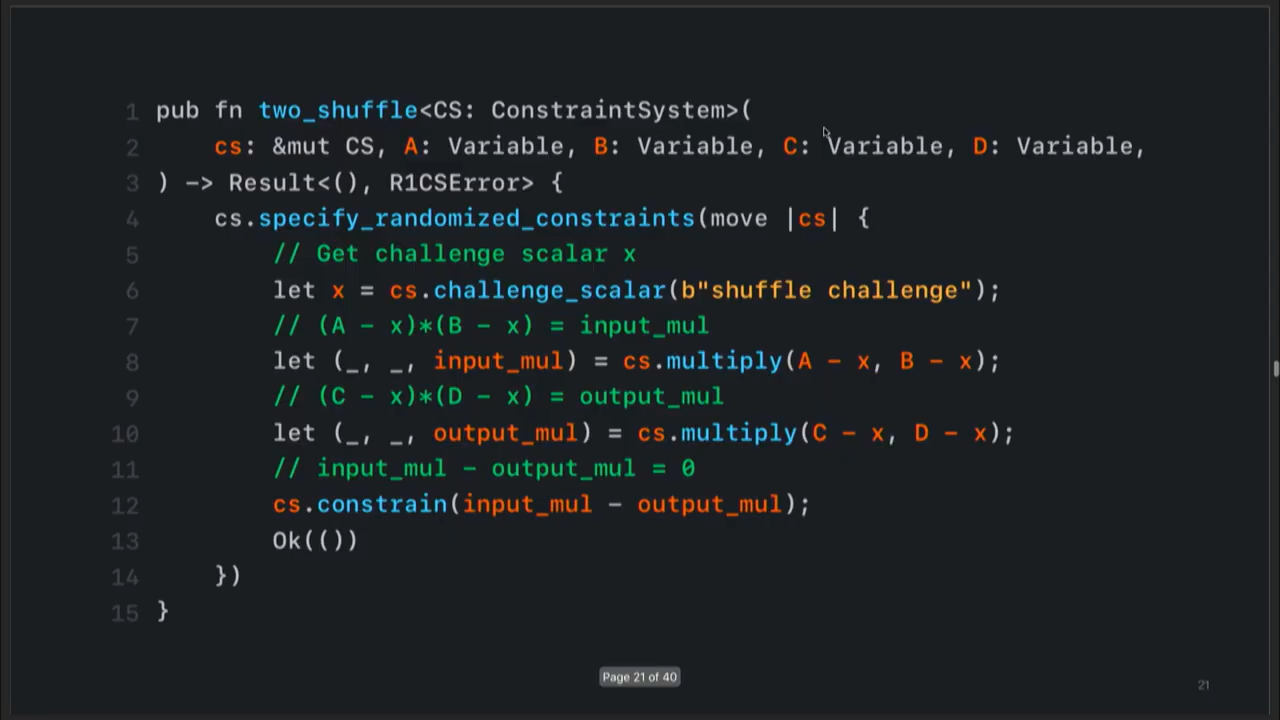 1 pub fn two_shuffle<CS: ConstraintSystem>(
2 cs: &mut CS, A: Variable, B: Variable, C: Variable, D: Variable,
3 ) -> Result<(), R1CSError> {
4 cs.specify_randomized_constraints(move |cs| {
5 // Get challenge scalar x
6 let x = cs.challenge_scalar(b"shuffle challenge");
7 // (A - x)*(B - x) = input_mul
8 let (_, _, input_mul) = cs.multiply(A - x, B - x);
9 // (C - x)*(D - x) = output_mul
10 let (_, _, output_mul) = cs.multiply(C - x, D - x);
11 // input_mul - output_mul = 0
12 cs.constrain(input_mul - output_mul);
13 Ok(())
14 })
15 }
Page 21 of 40
21